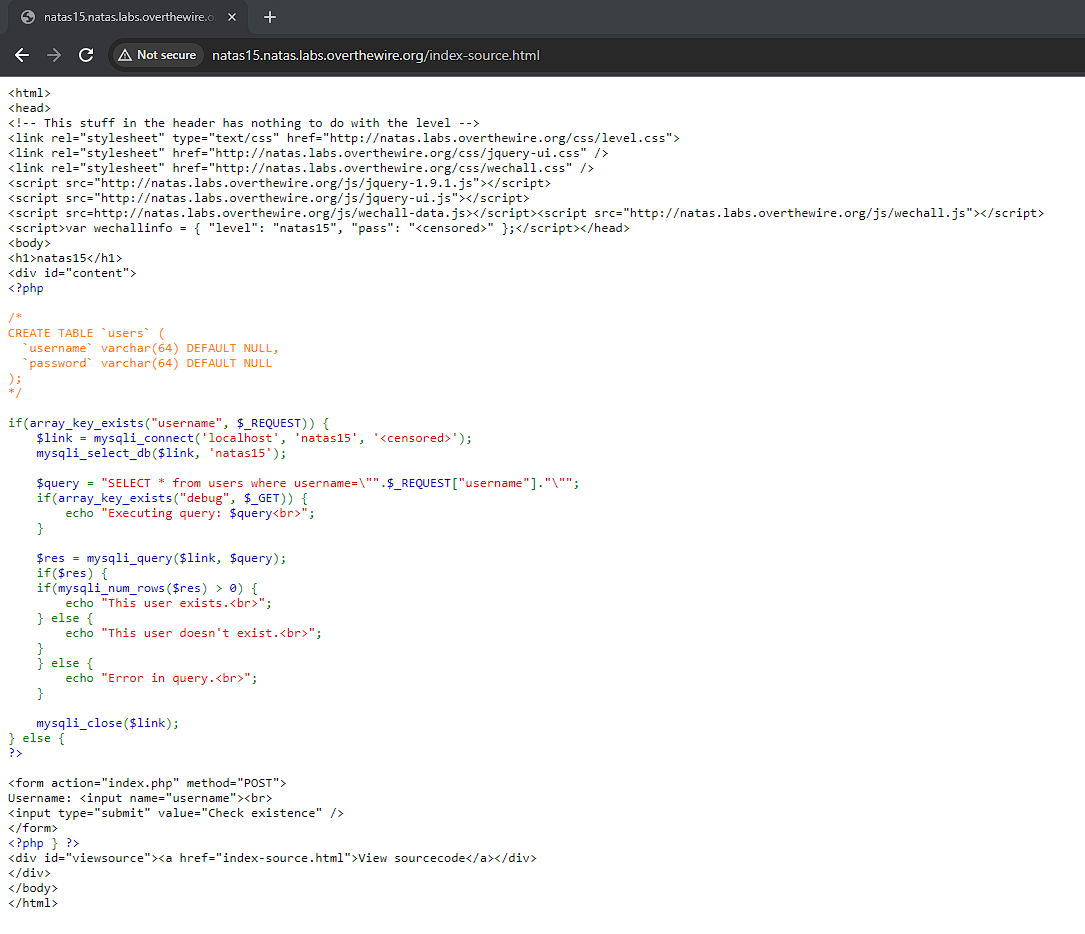 natas15.natas.labs.overthewire.o
Not secure
natas15.natas.labs.overthewire.org/index-source.html
<html>
<head>
<!-- This stuff in the header has nothing to do with the level -->
<link rel="stylesheet" type="text/css" href="http://natas.labs.overthewire.org/css/level.css">
<link rel="stylesheet" href="http://natas.labs.overthewire.org/css/jquery-ui.css" />
<link rel="stylesheet" href="http://natas.labs.overthewire.org/css/wechall.css" />
<script src="http://natas.labs.overthewire.org/js/jquery-1.9.1.js"></script>
<script src="http://natas.labs.overthewire.org/js/jquery-ui.js"></script>
<script src=http://natas.labs.overthewire.org/js/wechall-data.js></script><script src="http://natas.labs.overthewire.org/js/wechall.js"></script>
<script>var wechallinfo = { "level": "natas15", "pass": "<censored>" };</script></head>
<body>
<h1>natas15</h1>
<div id="content">
<?php

/*
CREATE TABLE `users` (
  `username` varchar(64) DEFAULT NULL,
  `password` varchar(64) DEFAULT NULL
);
*/

if(array_key_exists("username", $_REQUEST)) {
    $link = mysqli_connect('localhost', 'natas15', '<censored>');
    mysqli_select_db($link, 'natas15');

    $query = "SELECT * from users where username=\"".$_REQUEST["username"]."\"";
    if(array_key_exists("debug", $_GET)) {
        echo "Executing query: $query<br>";
    }

    $res = mysqli_query($link, $query);
    if($res) {
    if(mysqli_num_rows($res) > 0) {
        echo "This user exists.<br>";
    } else {
        echo "This user doesn't exist.<br>";
    }
    } else {
        echo "Error in query.<br>";
    }

    mysqli_close($link);
} else {
?>

<form action="index.php" method="POST">
Username: <input name="username"><br>
<input type="submit" value="Check existence" />
</form>
<?php } ?>
<div id="viewsource"><a href="index-source.html">View sourcecode</a></div>
</div>
</body>
</html>